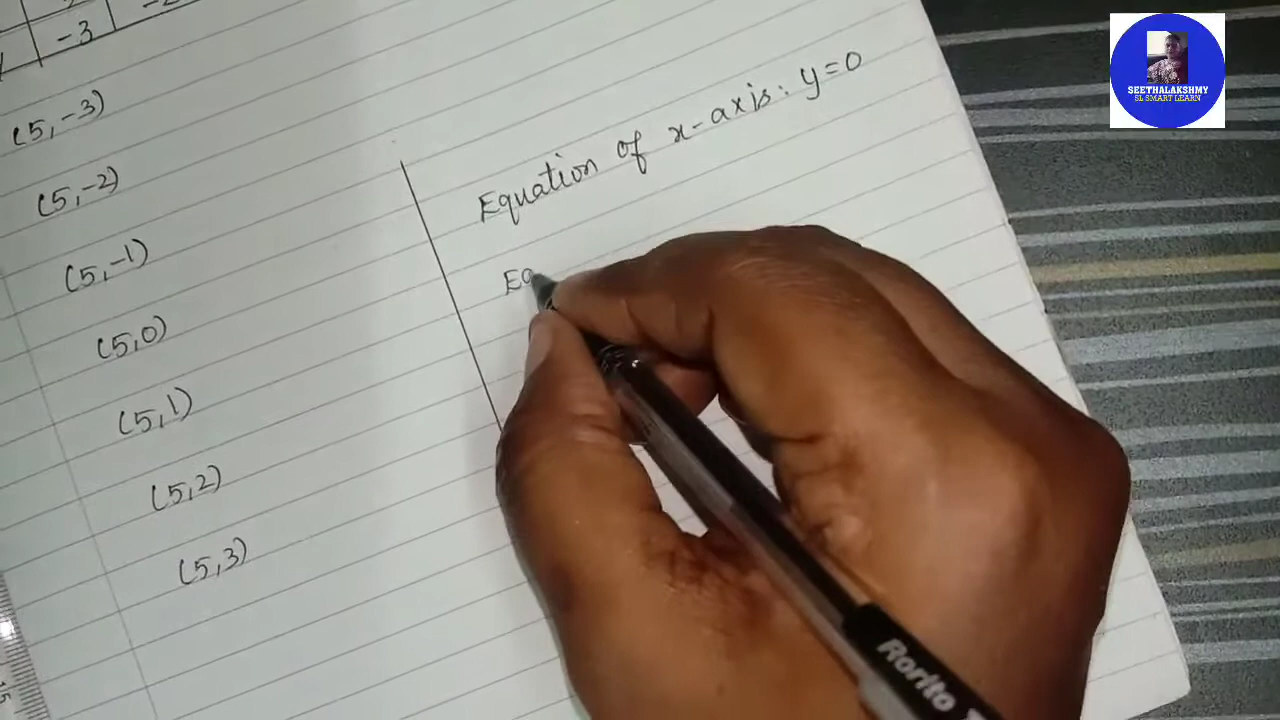 -3
(5,-3)
(5,-2)
(5,-1)
(5,0)
(5,1)
(5,2)
(5,3)
Equation of x-axis: y=0
Eq
SEETHALAKSHMY
SL SMART LEARN
Rorito
15